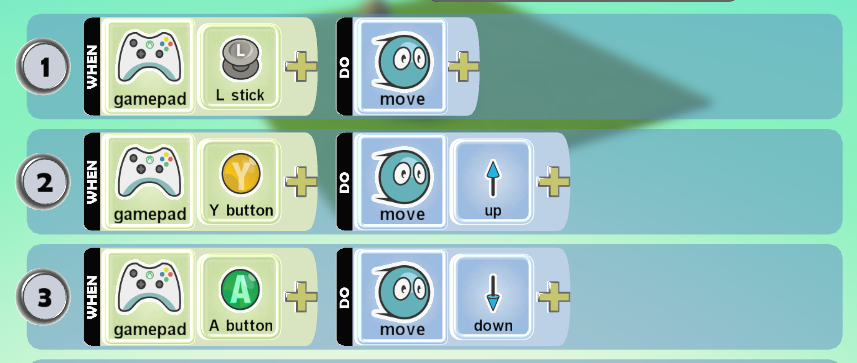 1
WHEN
gamepad
L
L stick
DO
move
2
WHEN
gamepad
Y
Y button
DO
move
up
3
WHEN
gamepad
A
A button
DO
move
down